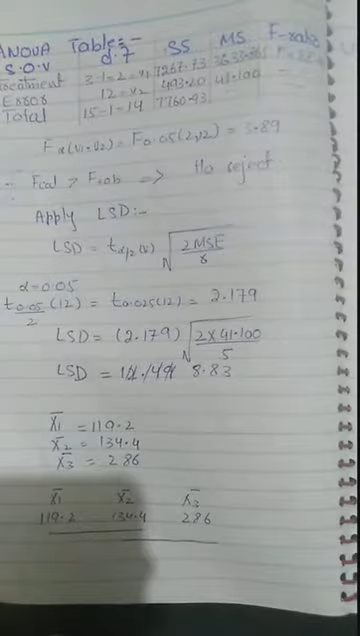 ANOVA Table:-
S.O.V d.f SS MS F-ratio
Treatment 3-1=2=v₁ 7267.73
Error 12=v₂ 493.20 41.100
Total 15-1=14 7760.93
Fα(v₁,v₂) = F0.05(2,12) = 3.89
∵ Fcal > Ftab => Ho reject
Apply LSD:-
LSD = tα/2(v) √(2MSE/r)
α=0.05
t0.05/2(12) = t0.025(12) = 2.179
LSD = (2.179) √(2×41.100/5)
LSD = 8.83
X̄1 = 119.2
X̄2 = 134.4
X̄3 = 286
X̄1 X̄2 X̄3
119.2 134.4 286